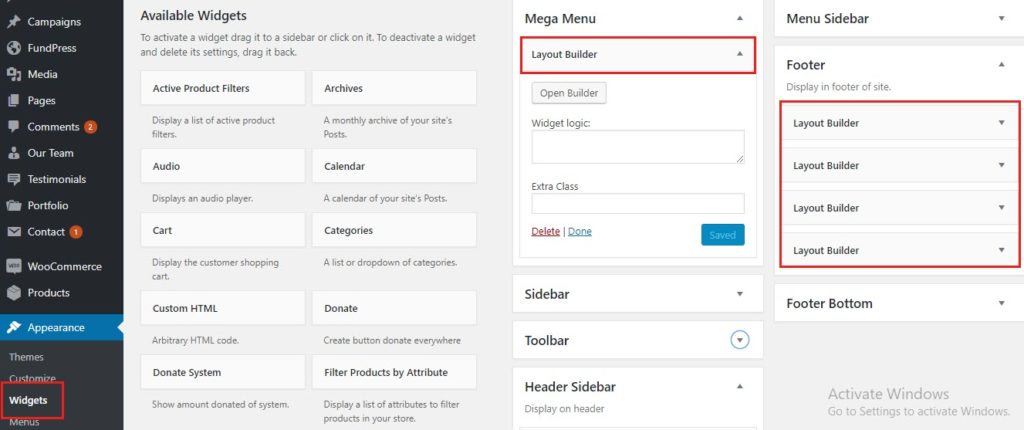 Campaigns
FundPress
Media
Pages
Comments 2
Our Team
Testimonials
Portfolio
Contact 1
WooCommerce
Products
Appearance
Themes
Customize
Widgets
Menus
Available Widgets
To activate a widget drag it to a sidebar or click on it. To deactivate a widget
and delete its settings, drag it back.
Active Product Filters
Display a list of active product
filters.
Archives
A monthly archive of your site's
Posts.
Audio
Displays an audio player.
Calendar
A calendar of your site's Posts.
Cart
Display the customer shopping
cart.
Categories
A list or dropdown of categories.
Custom HTML
Arbitrary HTML code.
Donate
Create button donate everywhere
Donate System
Show amount donated of system.
Filter Products by Attribute
Display a list of attributes to filter
products in your store.
Mega Menu
Layout Builder
Open Builder
Widget logic:
Extra Class
Delete | Done
Saved
Sidebar
Toolbar
Header Sidebar
Display on header
Menu Sidebar
Footer
Display in footer of site.
Layout Builder
Layout Builder
Layout Builder
Layout Builder
Footer Bottom
Activate Windows
Go to Settings to activate Windows.